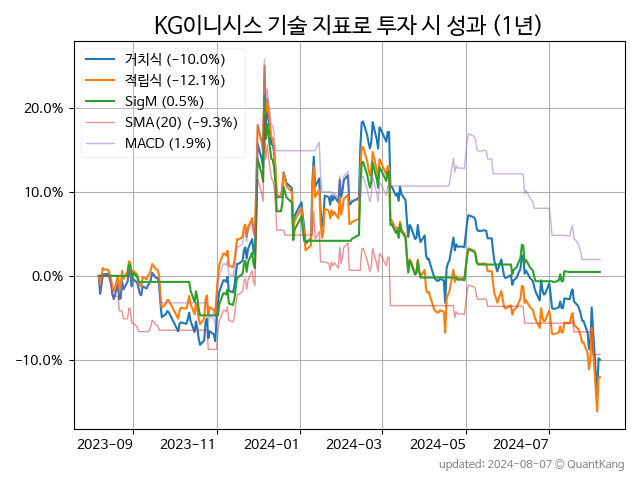 KG이니시스 기술 지표로 투자 시 성과 (1년)
거치식 (−10.0%)
적립식 (−12.1%)
SigM (0.5%)
SMA(20) (−9.3%)
MACD (1.9%)
20.0%
10.0%
0.0%
−10.0%
2023-09 2023-11 2024-01 2024-03 2024-05 2024-07
updated: 2024-08-07 © QuantKang